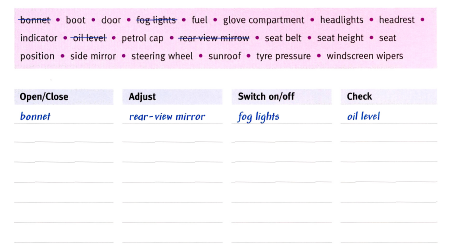 bonnet • boot • door • fog lights • fuel • glove compartment • headlights • headrest •
indicator • oil level • petrol cap • rear-view mirrow • seat belt • seat height • seat
position • side mirror • steering wheel • sunroof • tyre pressure • windscreen wipers
Open/Close Adjust Switch on/off Check
bonnet rear-view mirror fog lights oil level